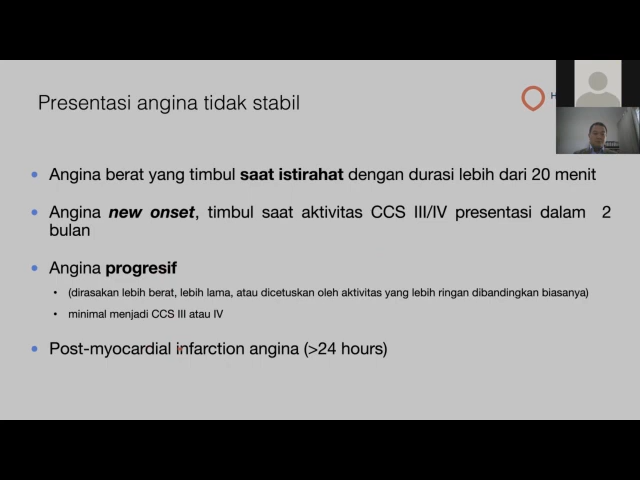 Presentasi angina tidak stabil
H
• Angina berat yang timbul saat istirahat dengan durasi lebih dari 20 menit
• Angina new onset, timbul saat aktivitas CCS III/IV presentasi dalam 2
bulan
• Angina progresif
• (dirasakan lebih berat, lebih lama, atau dicetuskan oleh aktivitas yang lebih ringan dibandingkan biasanya)
• minimal menjadi CCS III atau IV
• Post-myocardial infarction angina (>24 hours)